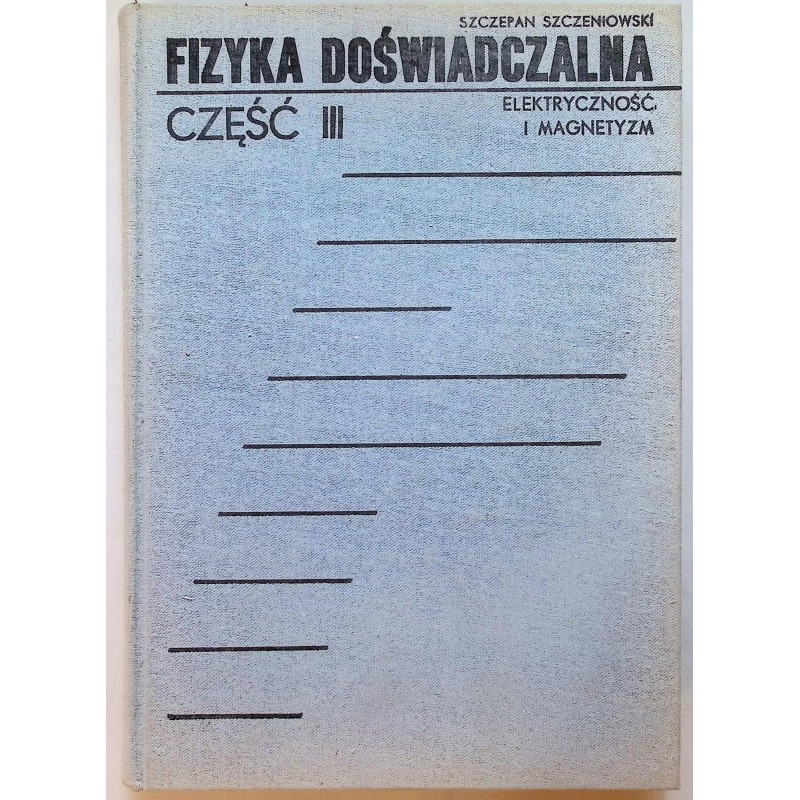 SZCZEPAN SZCZENIOWSKI
FIZYKA DOŚWIADCZALNA
CZĘŚĆ III
ELEKTRYCZNOŚĆ
I MAGNETYZM